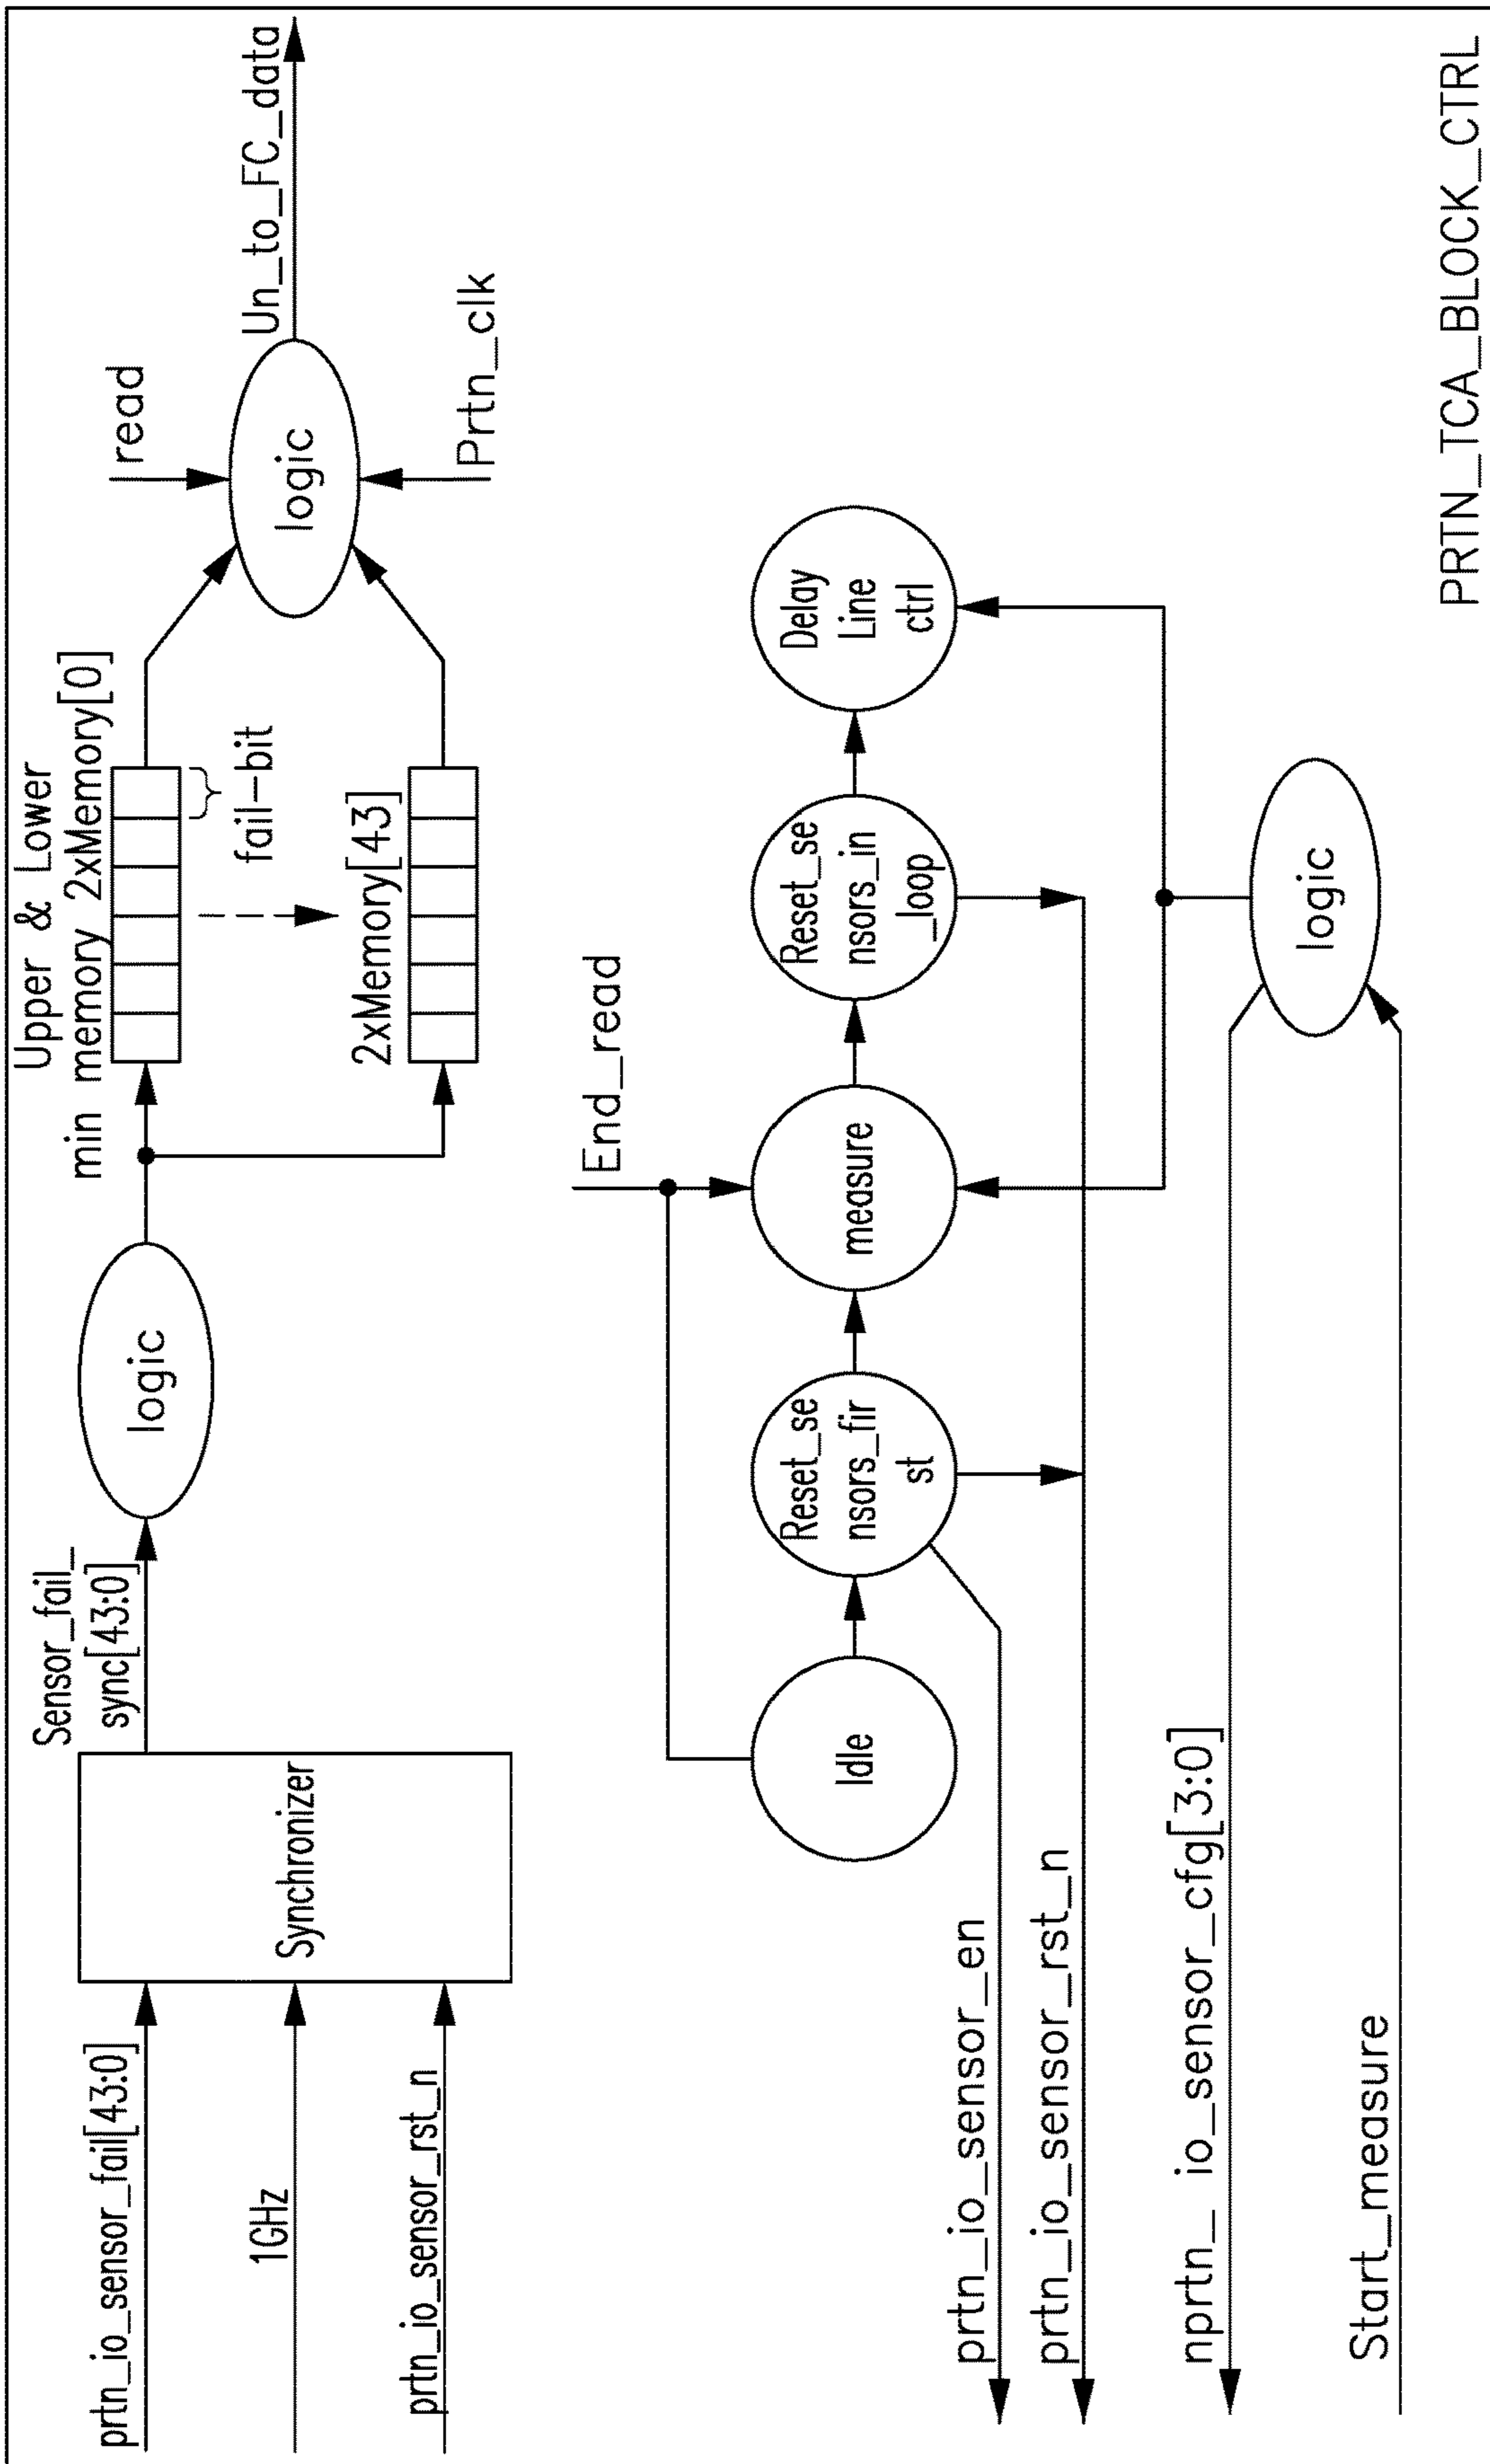 prtn_io_sensor_fail[43:0]
1GHz
prtn_io_sensor_rst_n
Synchronizer
Sensor_fail_
sync[43:0]
logic
Upper & Lower
min memory 2xMemory[0]
fail-bit
2xMemory[43]
read
logic
Prtn_clk
Un_to_FC_data
End_read
Idle
Reset_se
nsors_fir
st
measure
Reset_se
nsors_in
_loop
Delay
Line
ctrl
prtn_io_sensor_en
prtn_io_sensor_rst_n
nprtn__ io_sensor_cfg[3:0]
logic
Start_measure
PRTN_TCA_BLOCK_CTRL